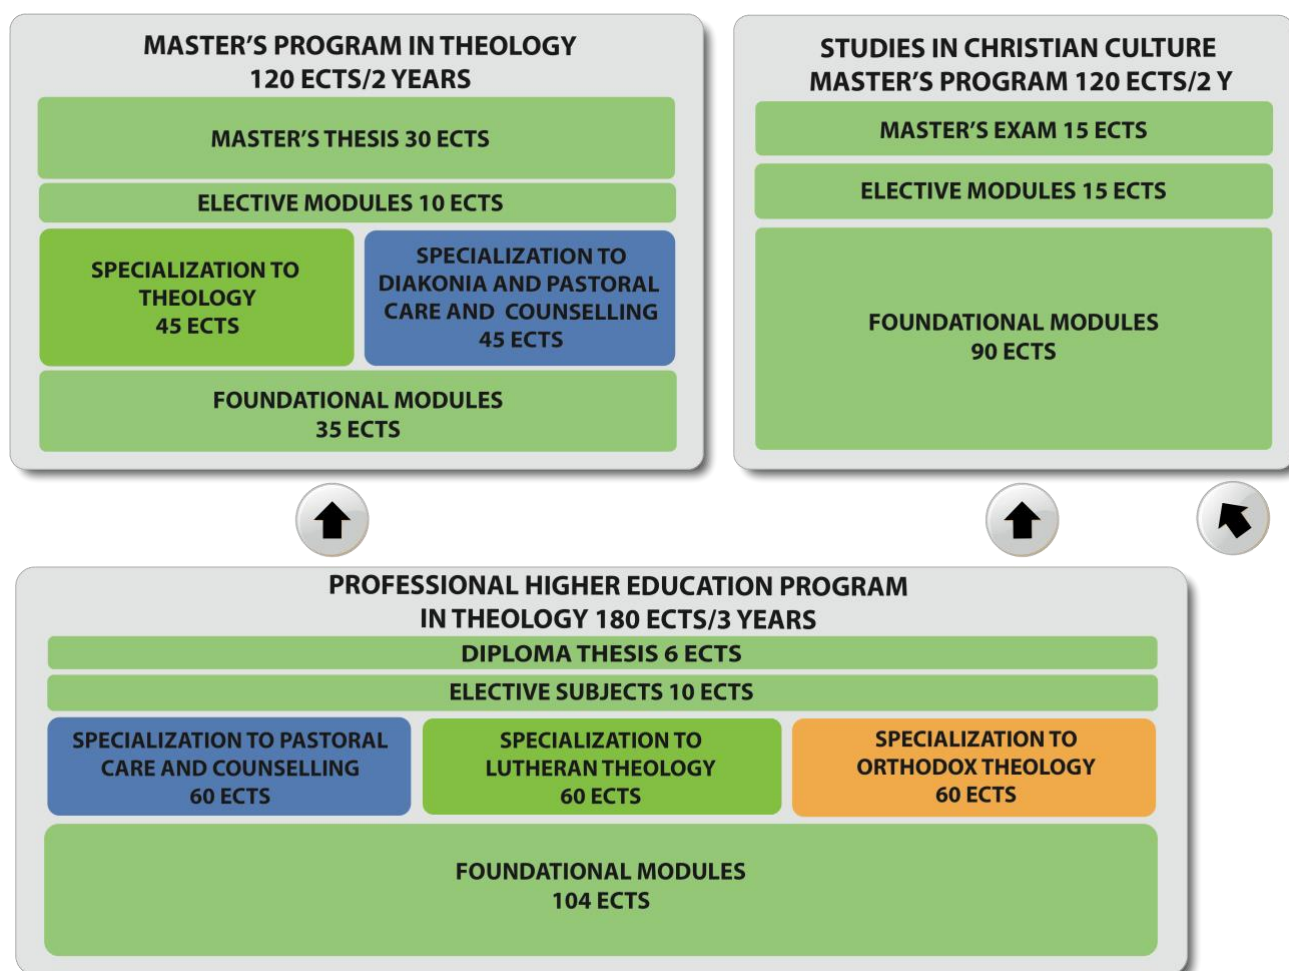 MASTER'S PROGRAM IN THEOLOGY
120 ECTS/2 YEARS
MASTER'S THESIS 30 ECTS
ELECTIVE MODULES 10 ECTS
SPECIALIZATION TO
THEOLOGY
45 ECTS
SPECIALIZATION TO
DIAKONIA AND PASTORAL
CARE AND COUNSELLING
45 ECTS
FOUNDATIONAL MODULES
35 ECTS
STUDIES IN CHRISTIAN CULTURE
MASTER'S PROGRAM 120 ECTS/2 Y
MASTER'S EXAM 15 ECTS
ELECTIVE MODULES 15 ECTS
FOUNDATIONAL MODULES
90 ECTS
PROFESSIONAL HIGHER EDUCATION PROGRAM
IN THEOLOGY 180 ECTS/3 YEARS
DIPLOMA THESIS 6 ECTS
ELECTIVE SUBJECTS 10 ECTS
SPECIALIZATION TO PASTORAL
CARE AND COUNSELLING
60 ECTS
SPECIALIZATION TO
LUTHERAN THEOLOGY
60 ECTS
SPECIALIZATION TO
ORTHODOX THEOLOGY
60 ECTS
FOUNDATIONAL MODULES
104 ECTS